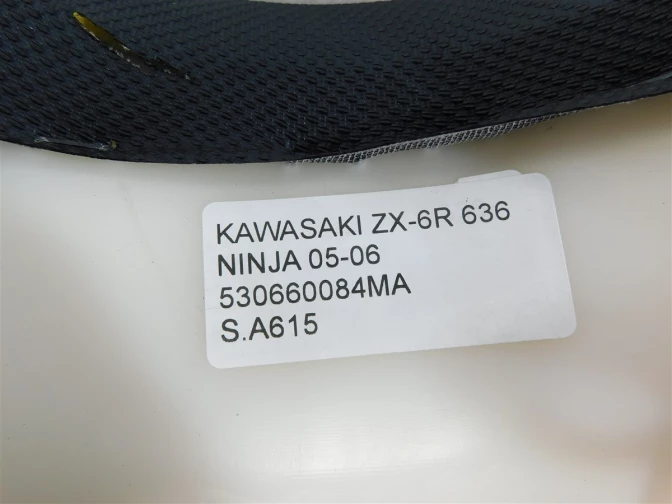 KAWASAKI ZX-6R 636
NINJA 05-06
530660084MA
S.A615